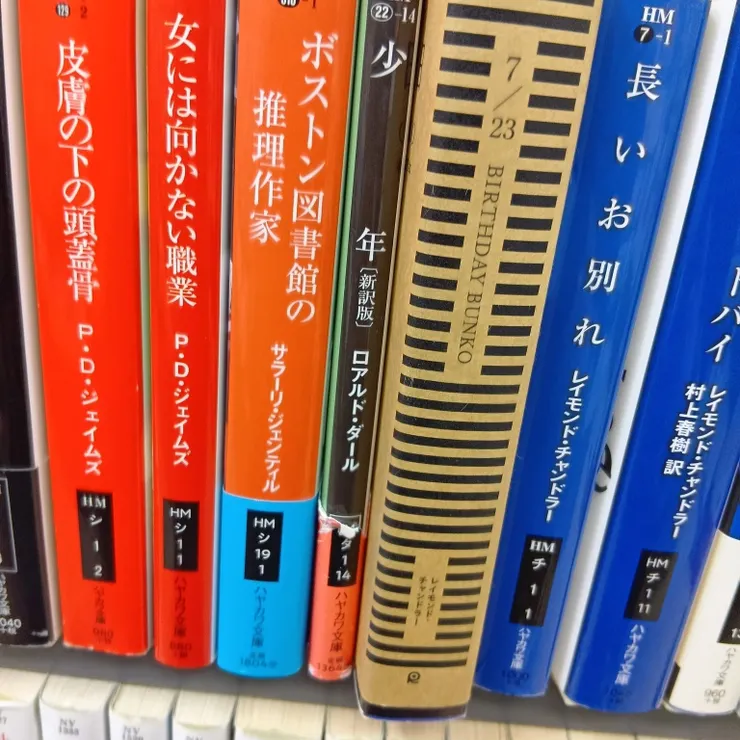 皮膚の下の頭蓋骨
P・D・ジェイムズ
HM
シ
1
2
ハヤカワ文庫
980
女には向かない職業
P・D・ジェイムズ
HM
シ
1
1
ハヤカワ文庫
980
ボストン図書館の
推理作家
サラーリ・ジェンティル
HM
シ
19
1
ハヤカワ文庫
22-14
少年
[新訳版]
ロアルド・ダール
タ
1
14
ハヤカワ文庫
7/23
BIRTHDAY BUNKO
レイモンド・
チャンドラー
HM
7-1
長いお別れ
レイモンド・チャンドラー
HM
チ
1
1
ハヤカワ文庫
バイ
レイモンド・チャンドラー
村上春樹 訳
HM
チ
1
11
ハヤカワ文庫
960